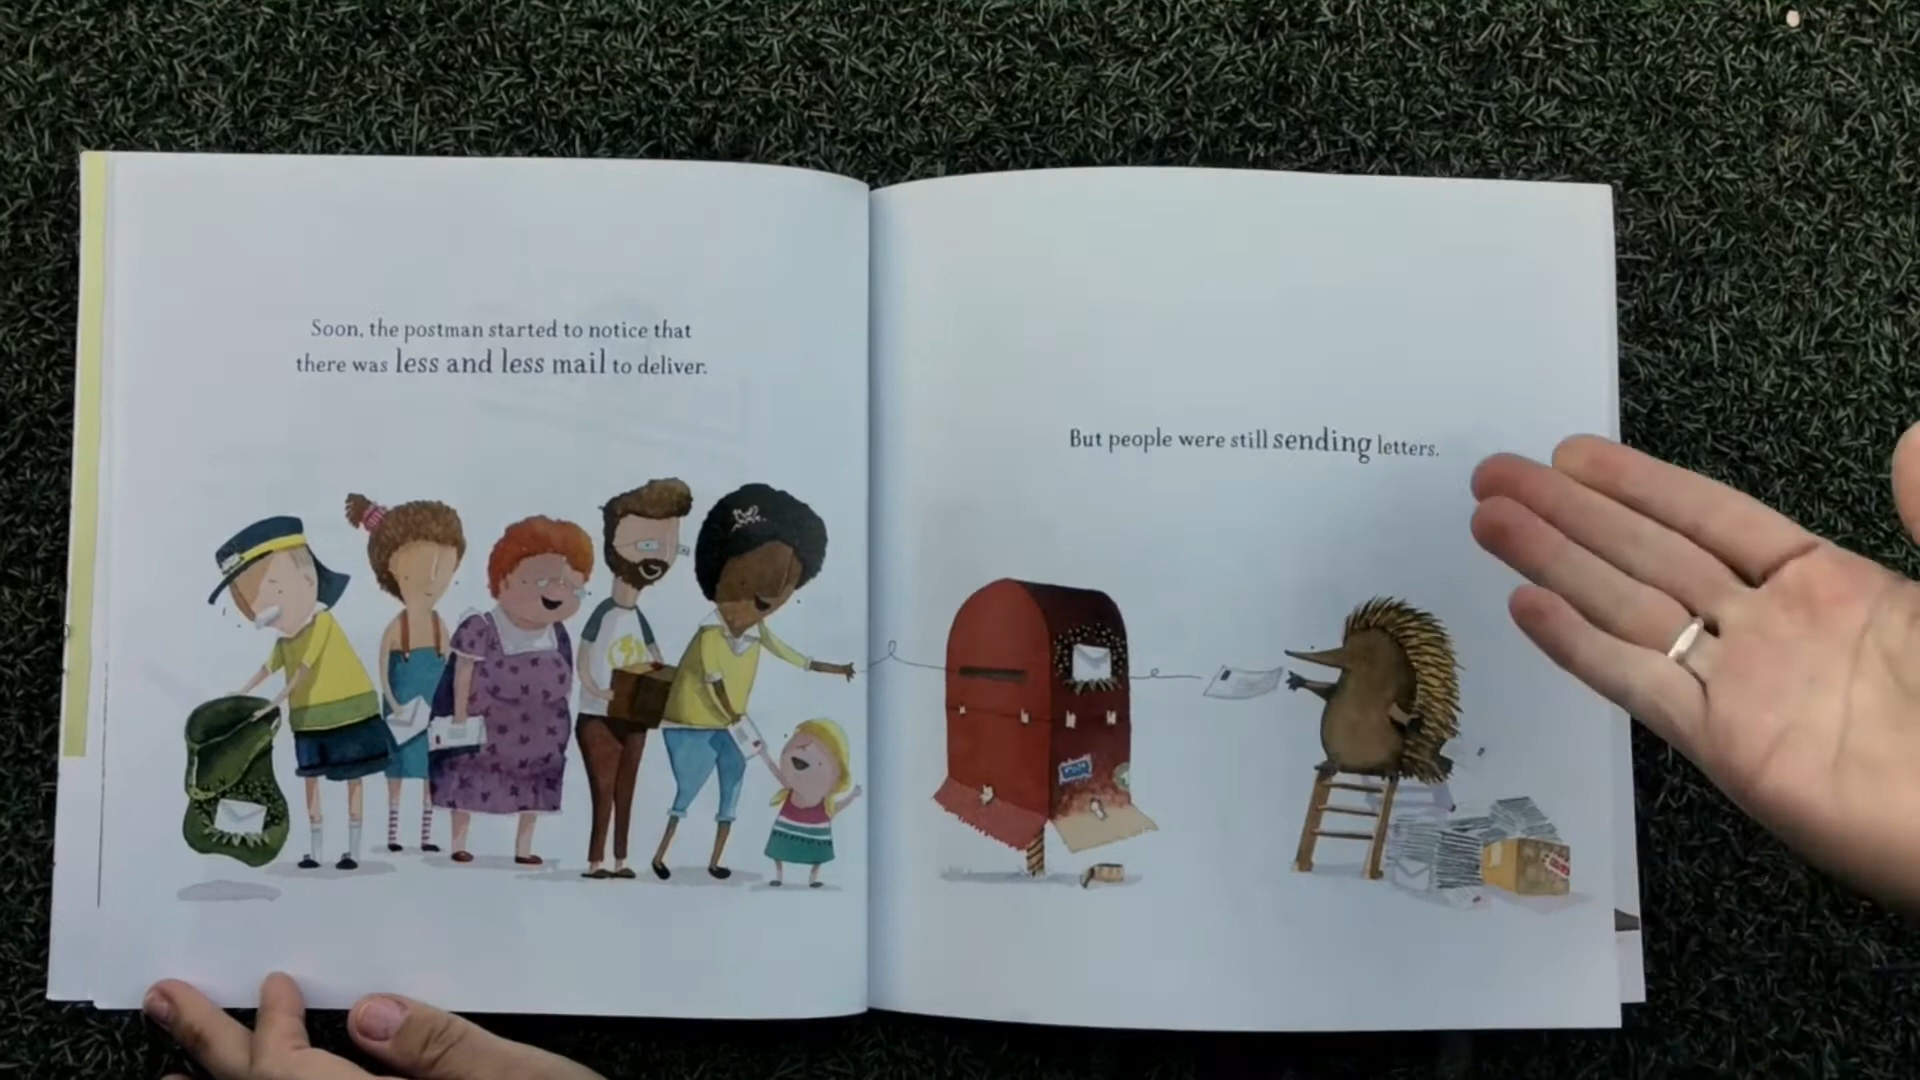 Soon, the postman started to notice that
there was less and less mail to deliver.
But people were still sending letters.